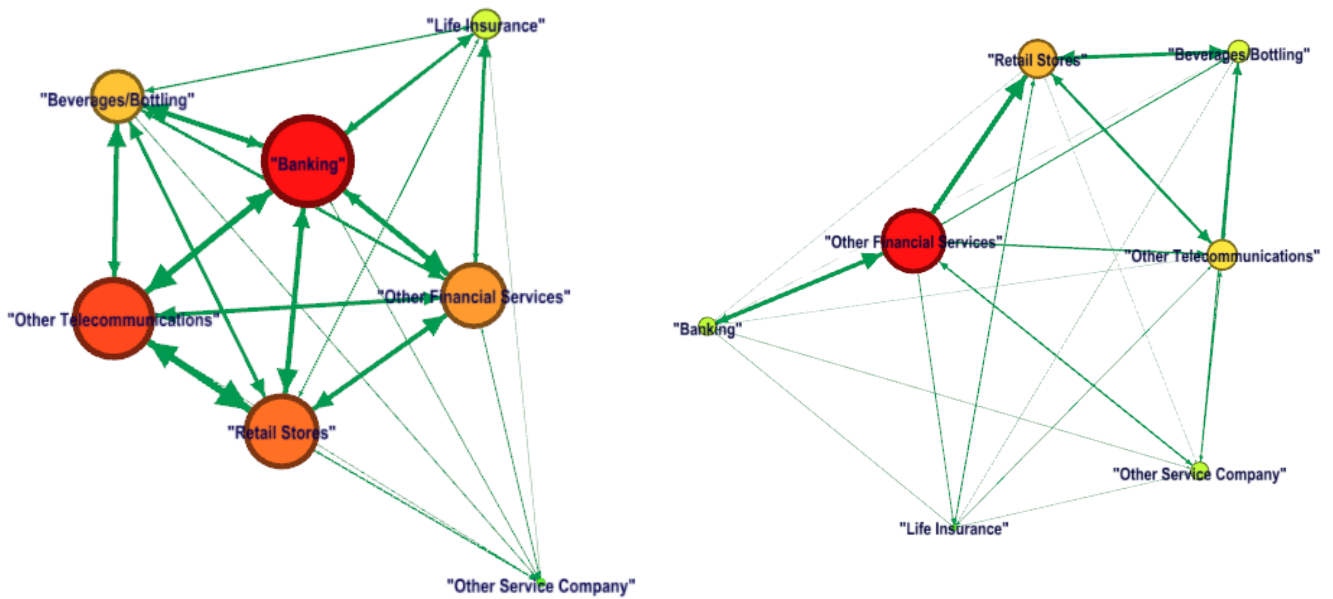 "Life Insurance"
"Beverages/Bottling"
"Banking"
"Other Financial Services"
"Other Telecommunications"
"Retail Stores"
"Other Service Company"
"Retail Stores"
"Beverages/Bottling"
"Other Financial Services"
"Other Telecommunications"
"Banking"
"Other Service Company"
"Life Insurance"